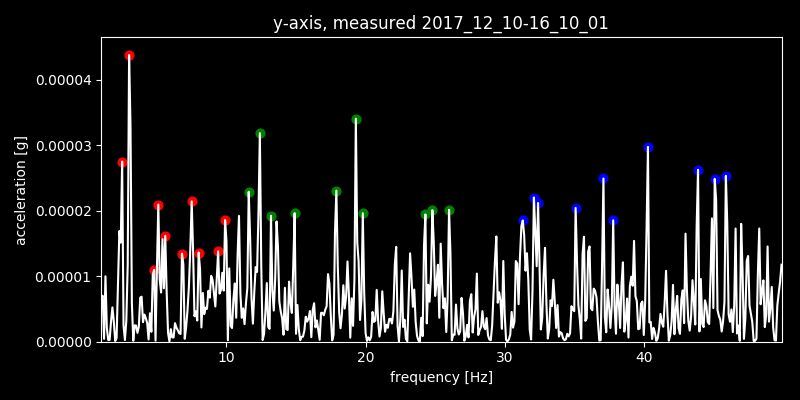 y-axis, measured 2017_12_10-16_10_01
0.00004
0.00003
0.00002
0.00001
0.00000
acceleration [g]
10 20 30 40
frequency [Hz]